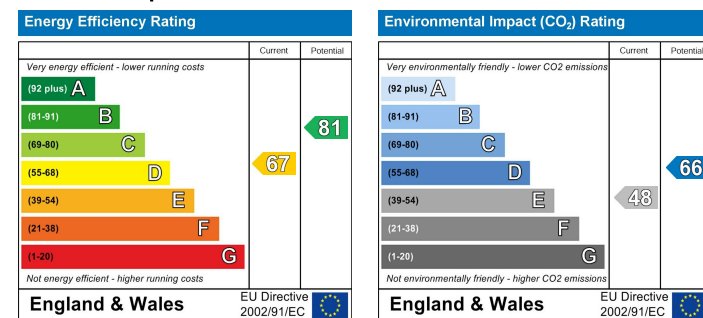 Energy Efficiency Rating
Current Potential
Very energy efficient - lower running costs
(92 plus) A
(81-91) B
81
(69-80) C
(55-68) D
67
(39-54) E
(21-38) F
(1-20) G
Not energy efficient - higher running costs
England & Wales
EU Directive
2002/91/EC
Environmental Impact (CO₂) Rating
Current Potential
Very environmentally friendly - lower CO2 emissions
(92 plus) A
(81-91) B
(69-80) C
(55-68) D
66
(39-54) E
48
(21-38) F
(1-20) G
Not environmentally friendly - higher CO2 emissions
England & Wales
EU Directive
2002/91/EC